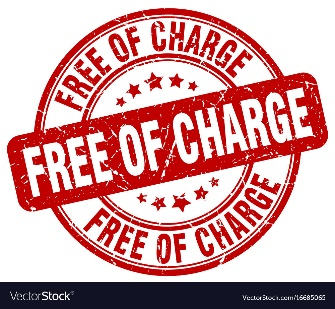 FREE OF CHARGE
FREE OF CHARGE
FREE OF CHARGE
VectorStock®
VectorStock.com/16685065